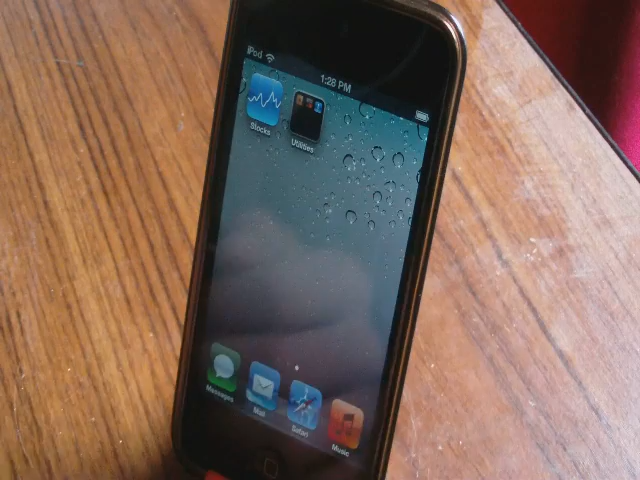 iPod
1:28 PM
Stocks
Utilities
Messages
Mail
Safari
Music